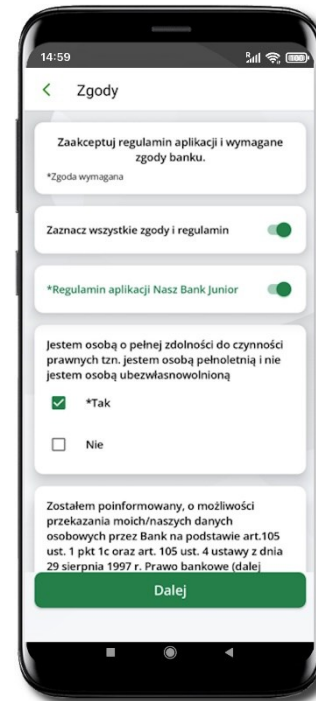 14:59
Zgody
Zaakceptuj regulamin aplikacji i wymagane
zgody banku.
*Zgoda wymagana
Zaznacz wszystkie zgody i regulamin
*Regulamin aplikacji Nasz Bank Junior
Jestem osobą o pełnej zdolności do czynności
prawnych tzn. jestem osobą pełnoletnią i nie
jestem osobą ubezwłasnowolnioną
*Tak
Nie
Zostałem poinformowany, o możliwości
przekazania moich/naszych danych
osobowych przez Bank na podstawie art.105
ust. 1 pkt 1c oraz art. 105 ust. 4 ustawy z dnia
29 sierpnia 1997 r. Prawo bankowe (dalej
Dalej